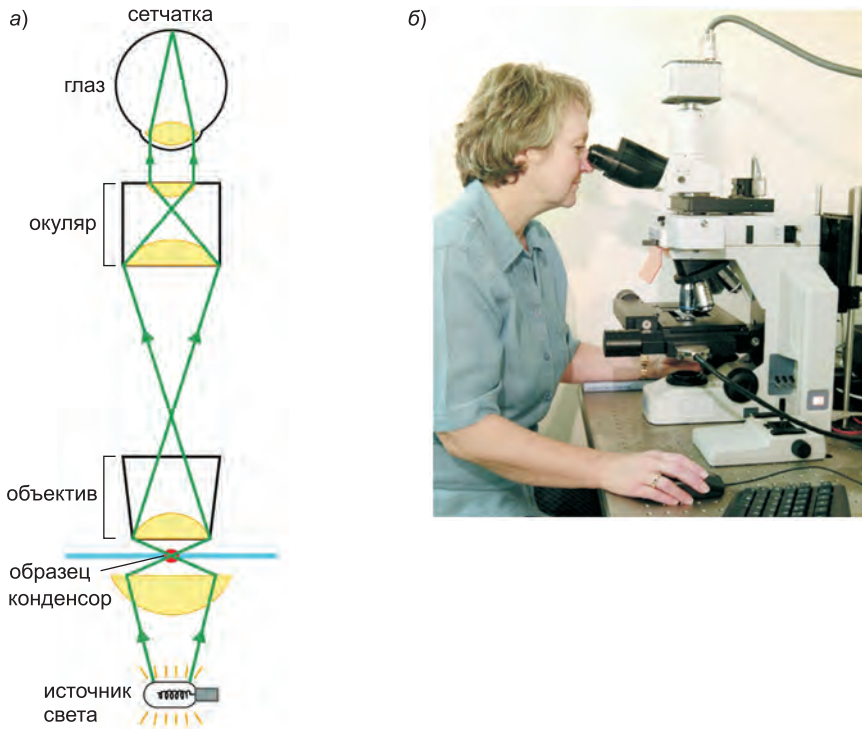 а)
сетчатка
б)
глаз
окуляр
объектив
образец
конденсор
источник
света